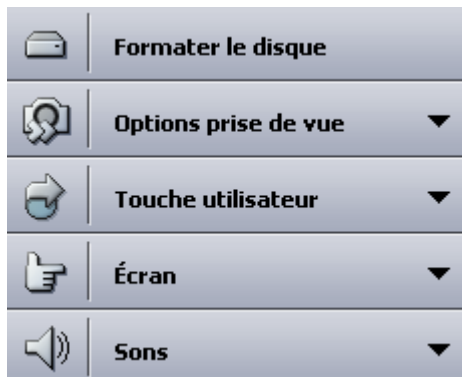 Formater le disque
Options prise de vue
Touche utilisateur
Écran
Sons